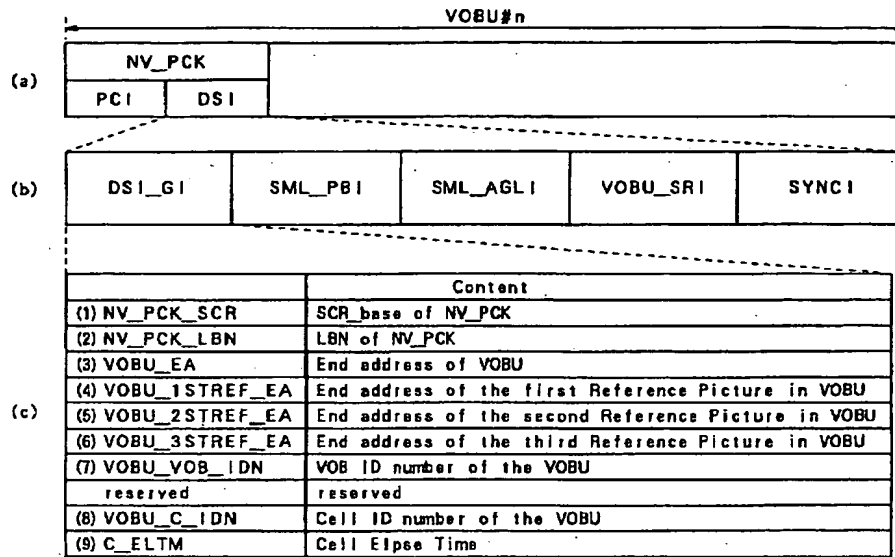 VOBU#n
(a)
NV_PCK
PCI DSI
(b)
DSI_GI SML_PBI SML_AGLI VOBU_SRI SYNCI
(c)
Content
(1) NV_PCK_SCR SCR_base of NV_PCK
(2) NV_PCK_LBN LBN of NV_PCK
(3) VOBU_EA End address of VOBU
(4) VOBU_1STREF_EA End address of the first Reference Picture in VOBU
(5) VOBU_2STREF_EA End address of the second Reference Picture in VOBU
(6) VOBU_3STREF_EA End address of the third Reference Picture in VOBU
(7) VOBU_VOB_IDN VOB ID number of the VOBU
reserved reserved
(8) VOBU_C_IDN Cell ID number of the VOBU
(9) C_ELTM Cell Elpse Time